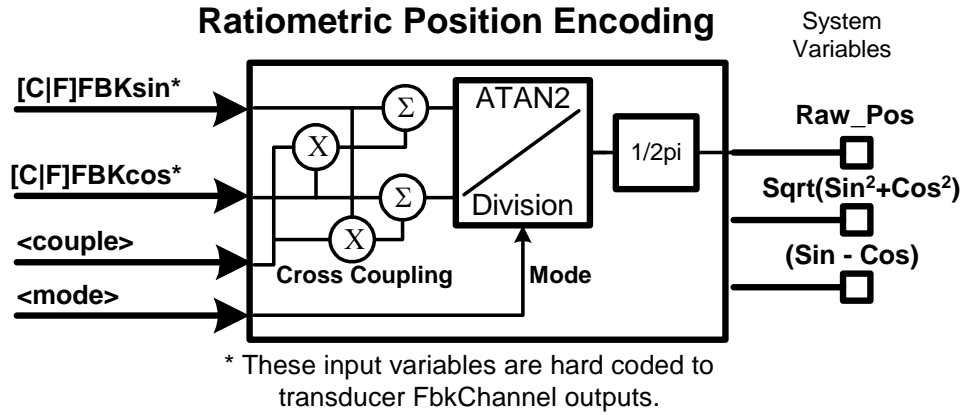 Ratiometric Position Encoding
System
Variables
[C|F]FBKsin*
[C|F]FBKcos*
<couple>
<mode>
Σ
X
Σ
X
Cross Coupling
ATAN2
Division
Mode
1/2pi
Raw_Pos
Sqrt(Sin²+Cos²)
(Sin - Cos)
* These input variables are hard coded to
transducer FbkChannel outputs.